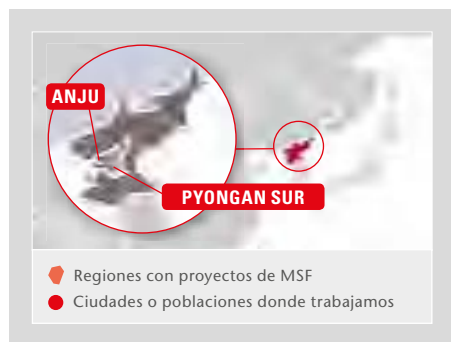 ANJU
PYONGAN SUR
Regiones con proyectos de MSF
Ciudades o poblaciones donde trabajamos